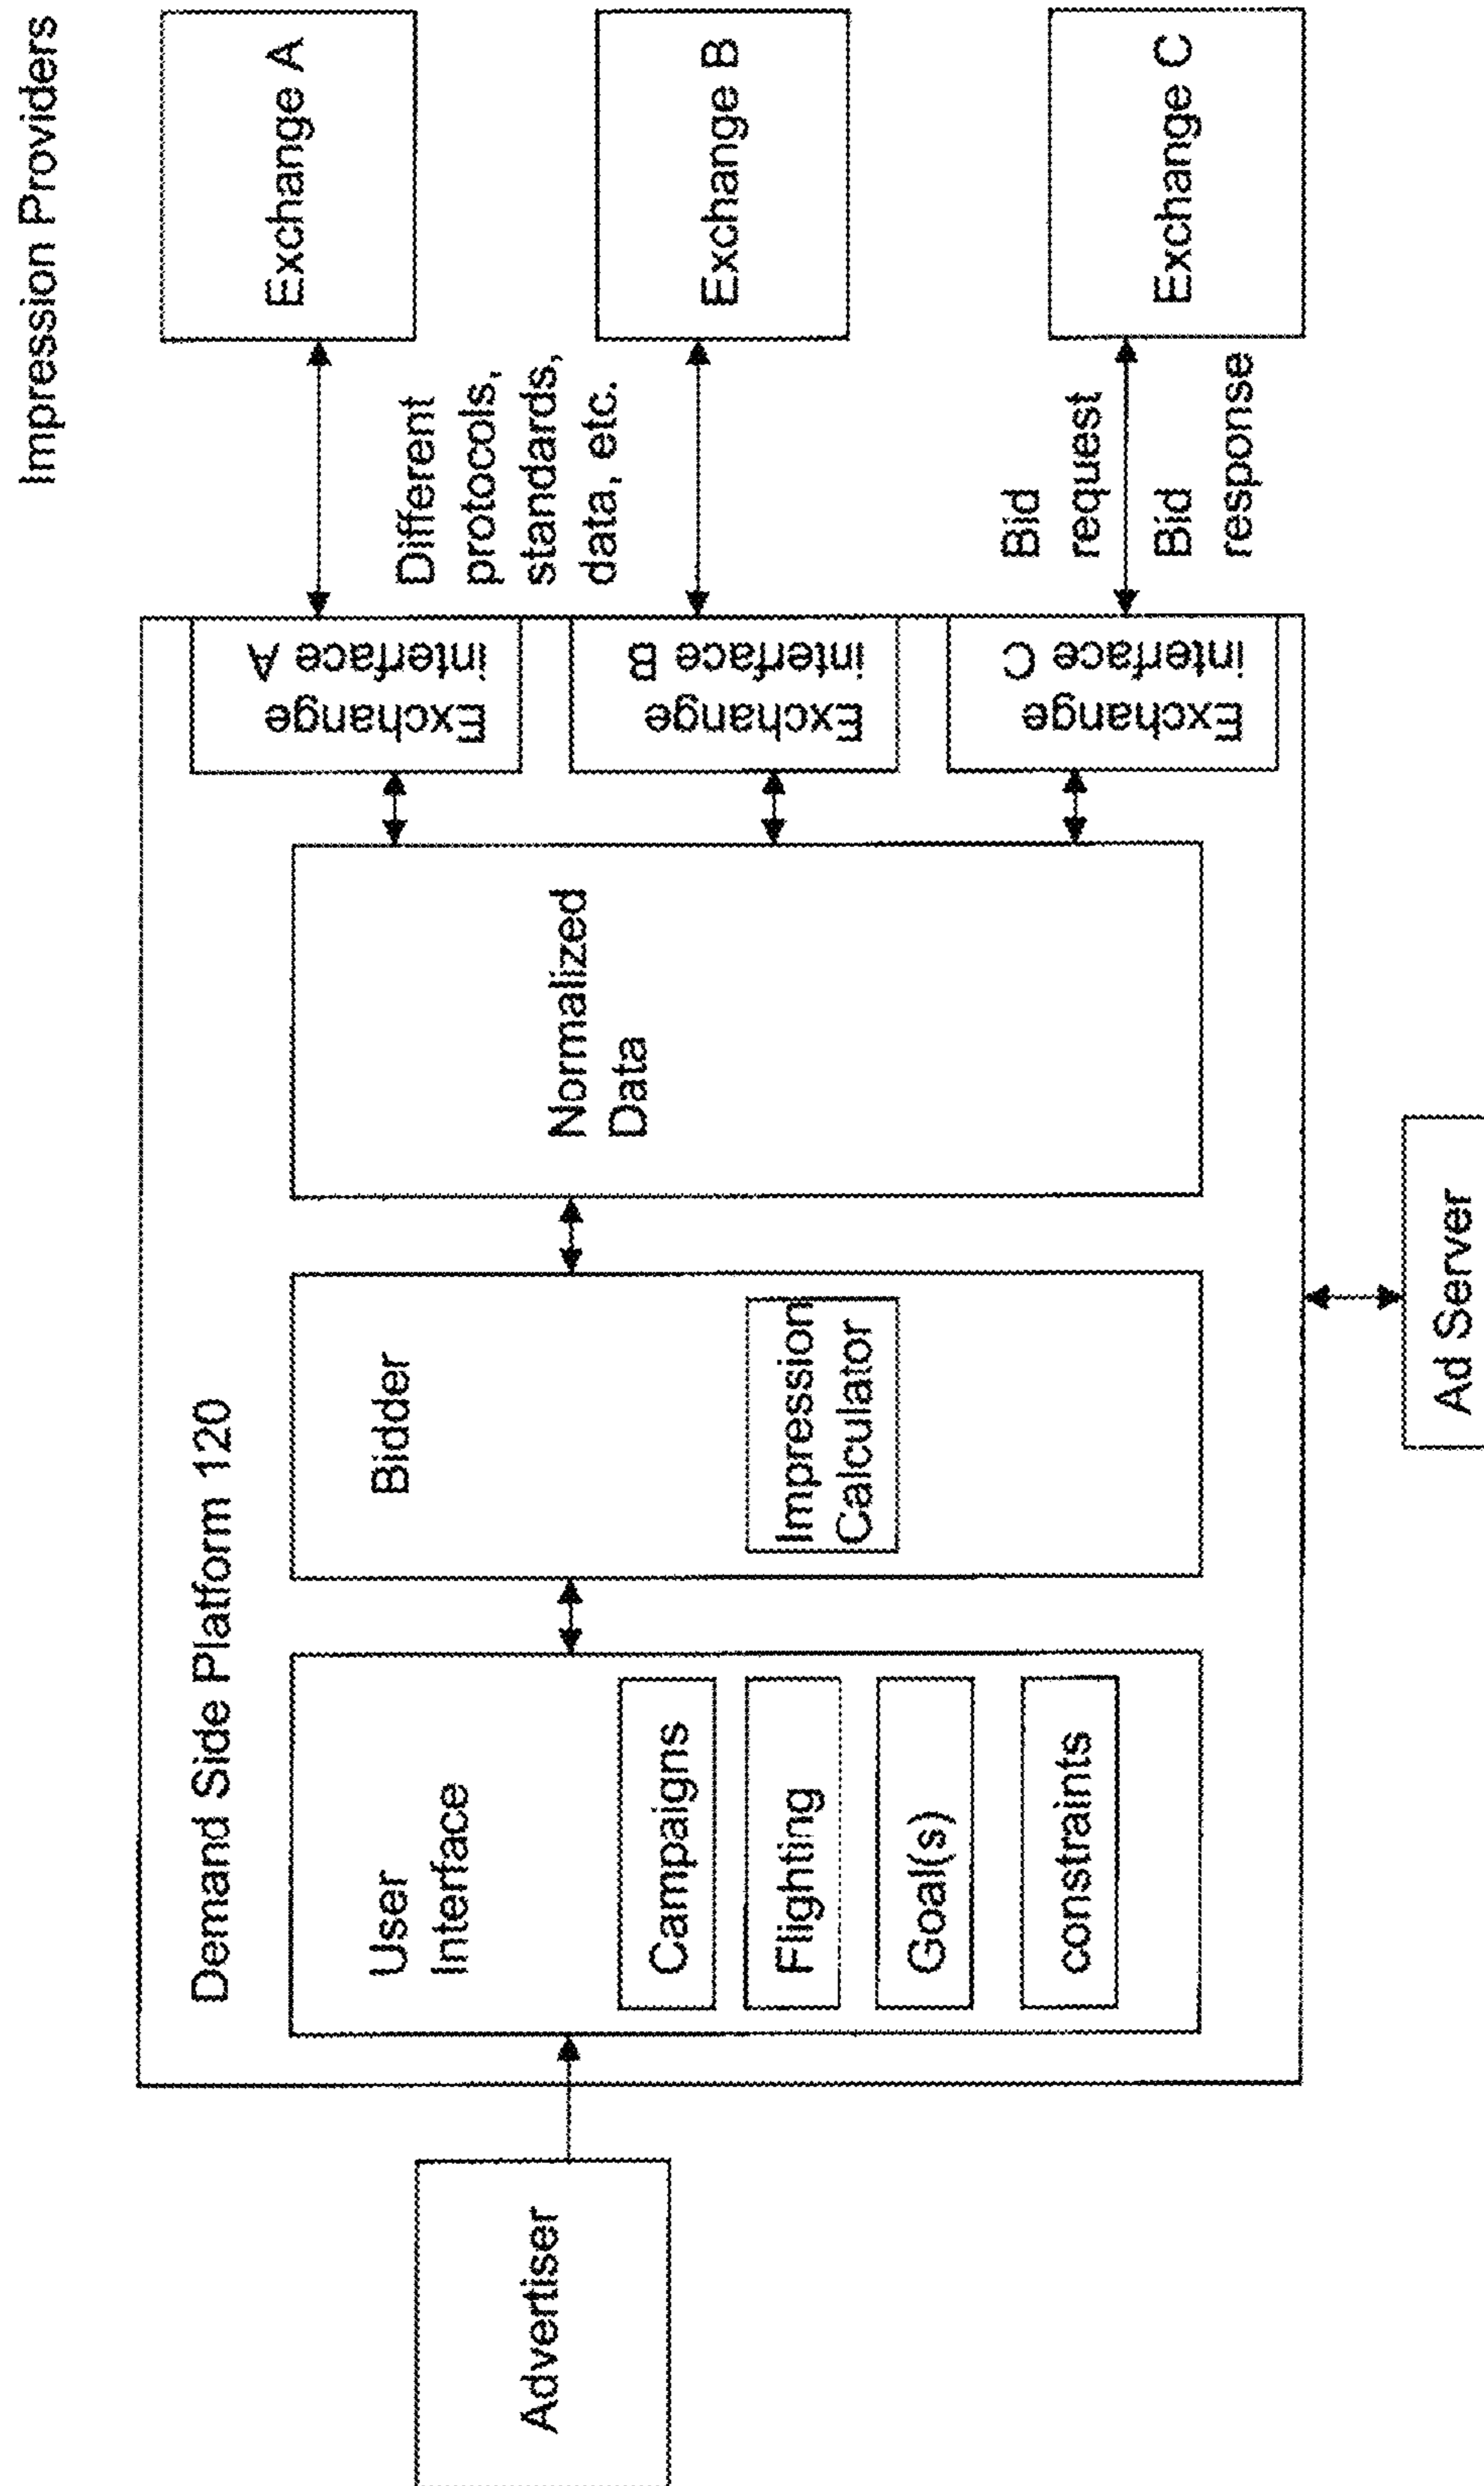 Impression Providers
Demand Side Platform 120
Advertiser
User
Interface
Campaigns
Flighting
Goal(s)
constraints
Bidder
Impression
Calculator
Normalized
Data
Exchange
interface A
Exchange
interface B
Exchange
interface C
Different
protocols,
standards,
data, etc.
Bid
request
Bid
response
Exchange A
Exchange B
Exchange C
Ad Server